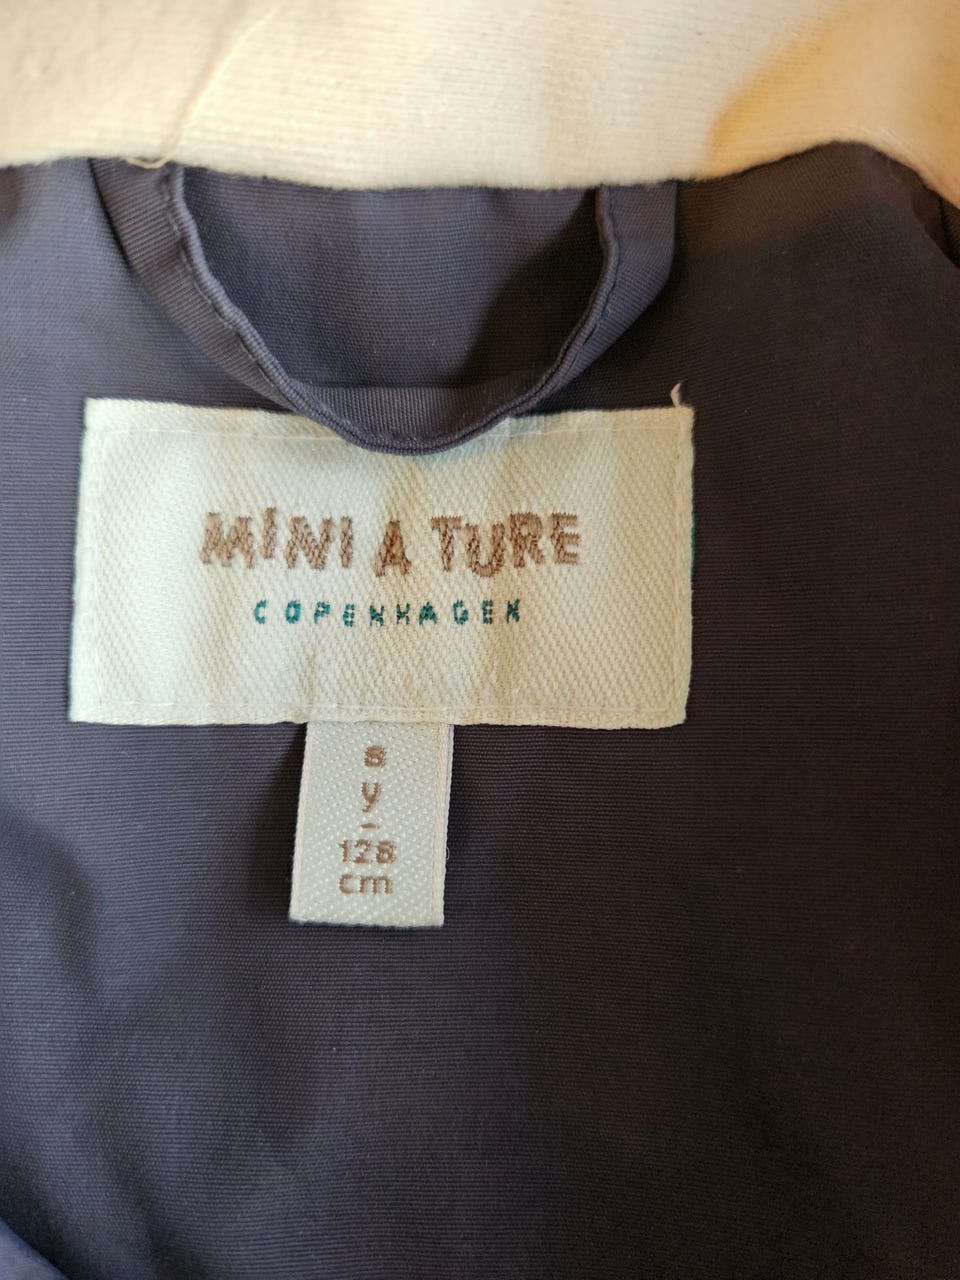 MINI A TURE
COPENHAGEN
8
y
-
128
cm